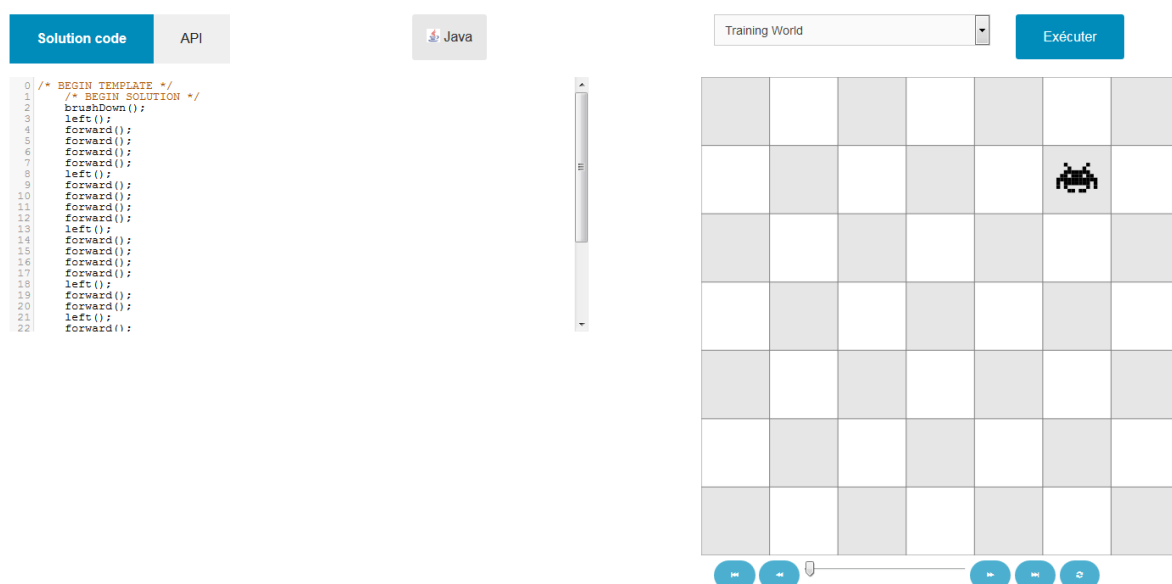 Solution code
API
Java
Training World
Exécuter
0 /* BEGIN TEMPLATE */
1 /* BEGIN SOLUTION */
2 brushDown();
3 left();
4 forward();
5 forward();
6 forward();
7 forward();
8 left();
9 forward();
10 forward();
11 forward();
12 forward();
13 left();
14 forward();
15 forward();
16 forward();
17 forward();
18 left();
19 forward();
20 forward();
21 left();
22 forward();